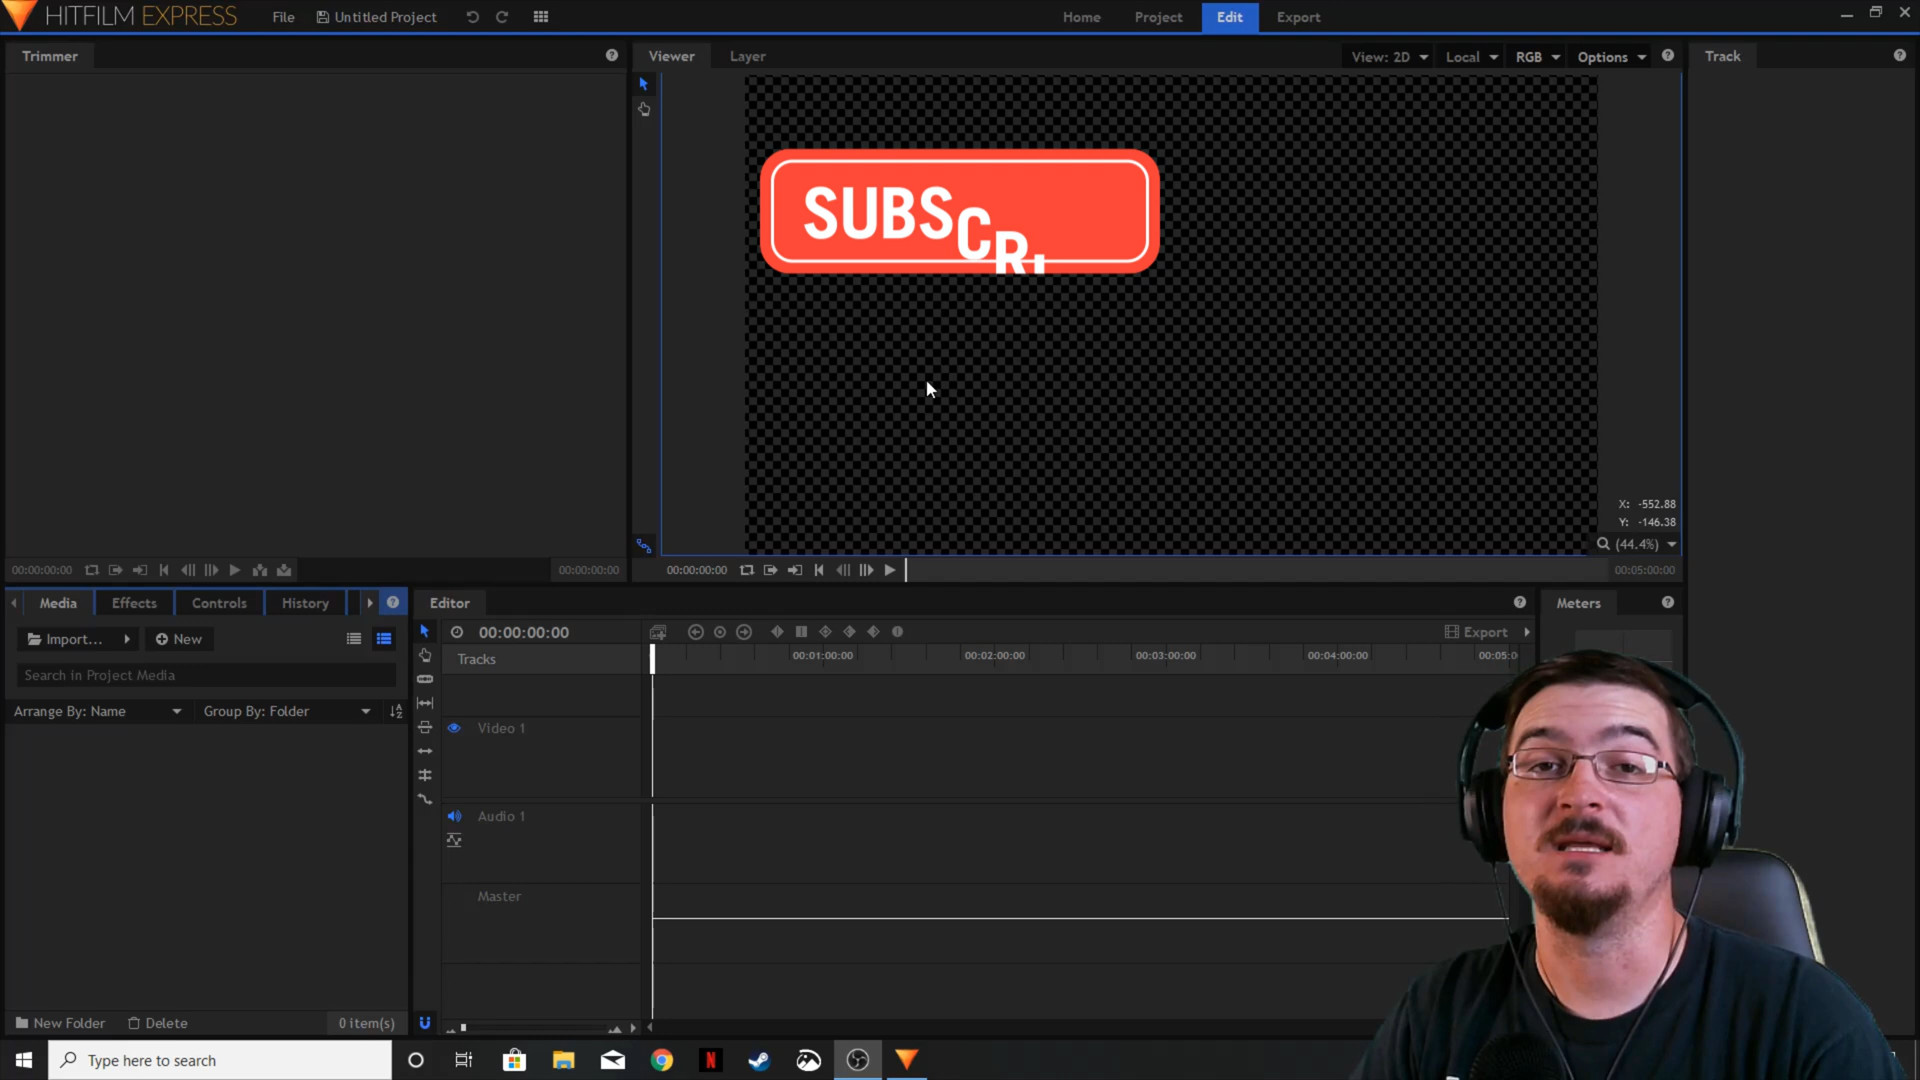 HITFILM EXPRESS
File
Untitled Project
Home
Project
Edit
Export
Trimmer
Viewer
Layer
View: 2D
Local
RGB
Options
Track
SUBSCRI
X: -552.88
Y: -146.38
(44.4%)
00:00:00:00
00:00:00:00
00:00:00:00
00:05:00:00
Media
Effects
Controls
History
Editor
Meters
Import...
New
00:00:00:00
Export
Search in Project Media
Tracks
00:01:00:00
00:02:00:00
00:03:00:00
00:04:00:00
00:05:0
Arrange By: Name
Group By: Folder
Video 1
Audio 1
Master
New Folder
Delete
0 item(s)
Type here to search